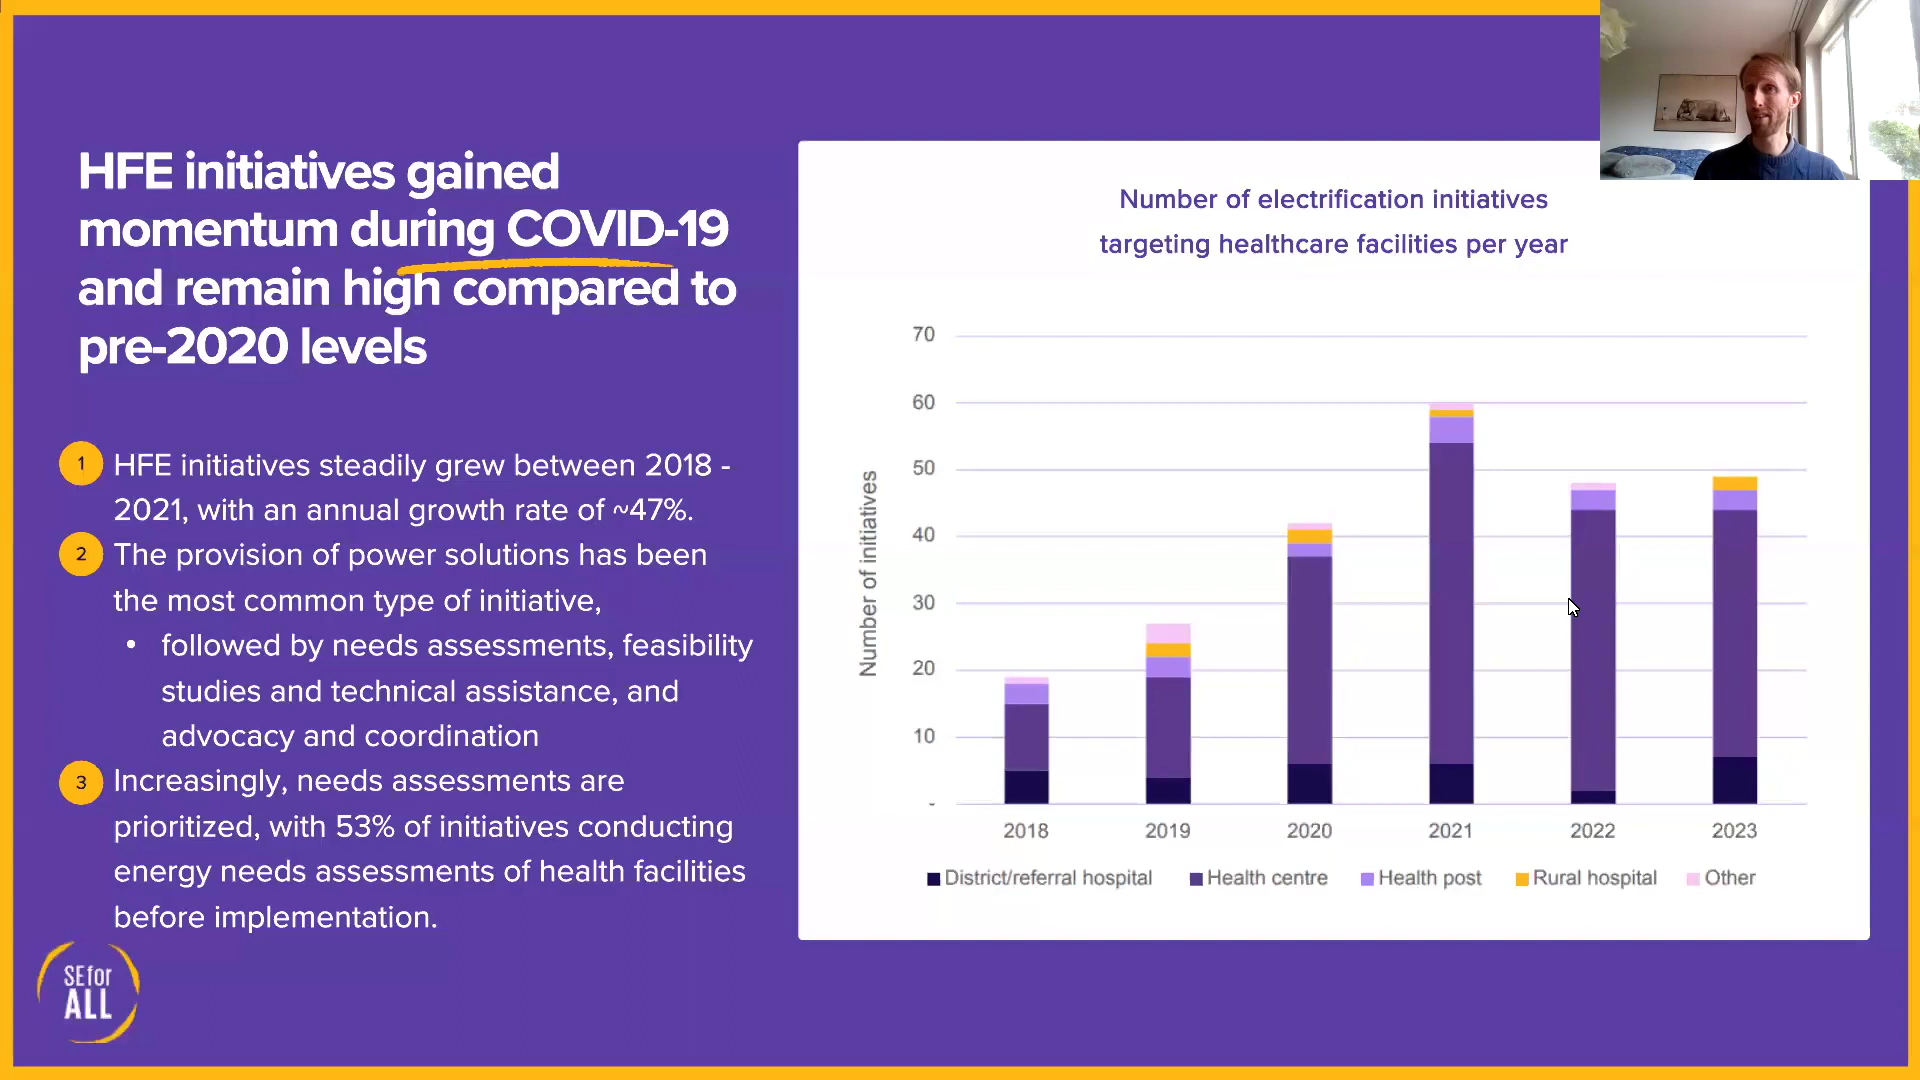 HFE initiatives gained
momentum during COVID-19
and remain high compared to
pre-2020 levels
1 HFE initiatives steadily grew between 2018 -
2021, with an annual growth rate of ~47%.
2 The provision of power solutions has been
the most common type of initiative,
• followed by needs assessments, feasibility
studies and technical assistance, and
advocacy and coordination
3 Increasingly, needs assessments are
prioritized, with 53% of initiatives conducting
energy needs assessments of health facilities
before implementation.
SEfor
ALL
Number of electrification initiatives
targeting healthcare facilities per year
Number of initiatives
70
60
50
40
30
20
10
-
2018 2019 2020 2021 2022 2023
District/referral hospital Health centre Health post Rural hospital Other